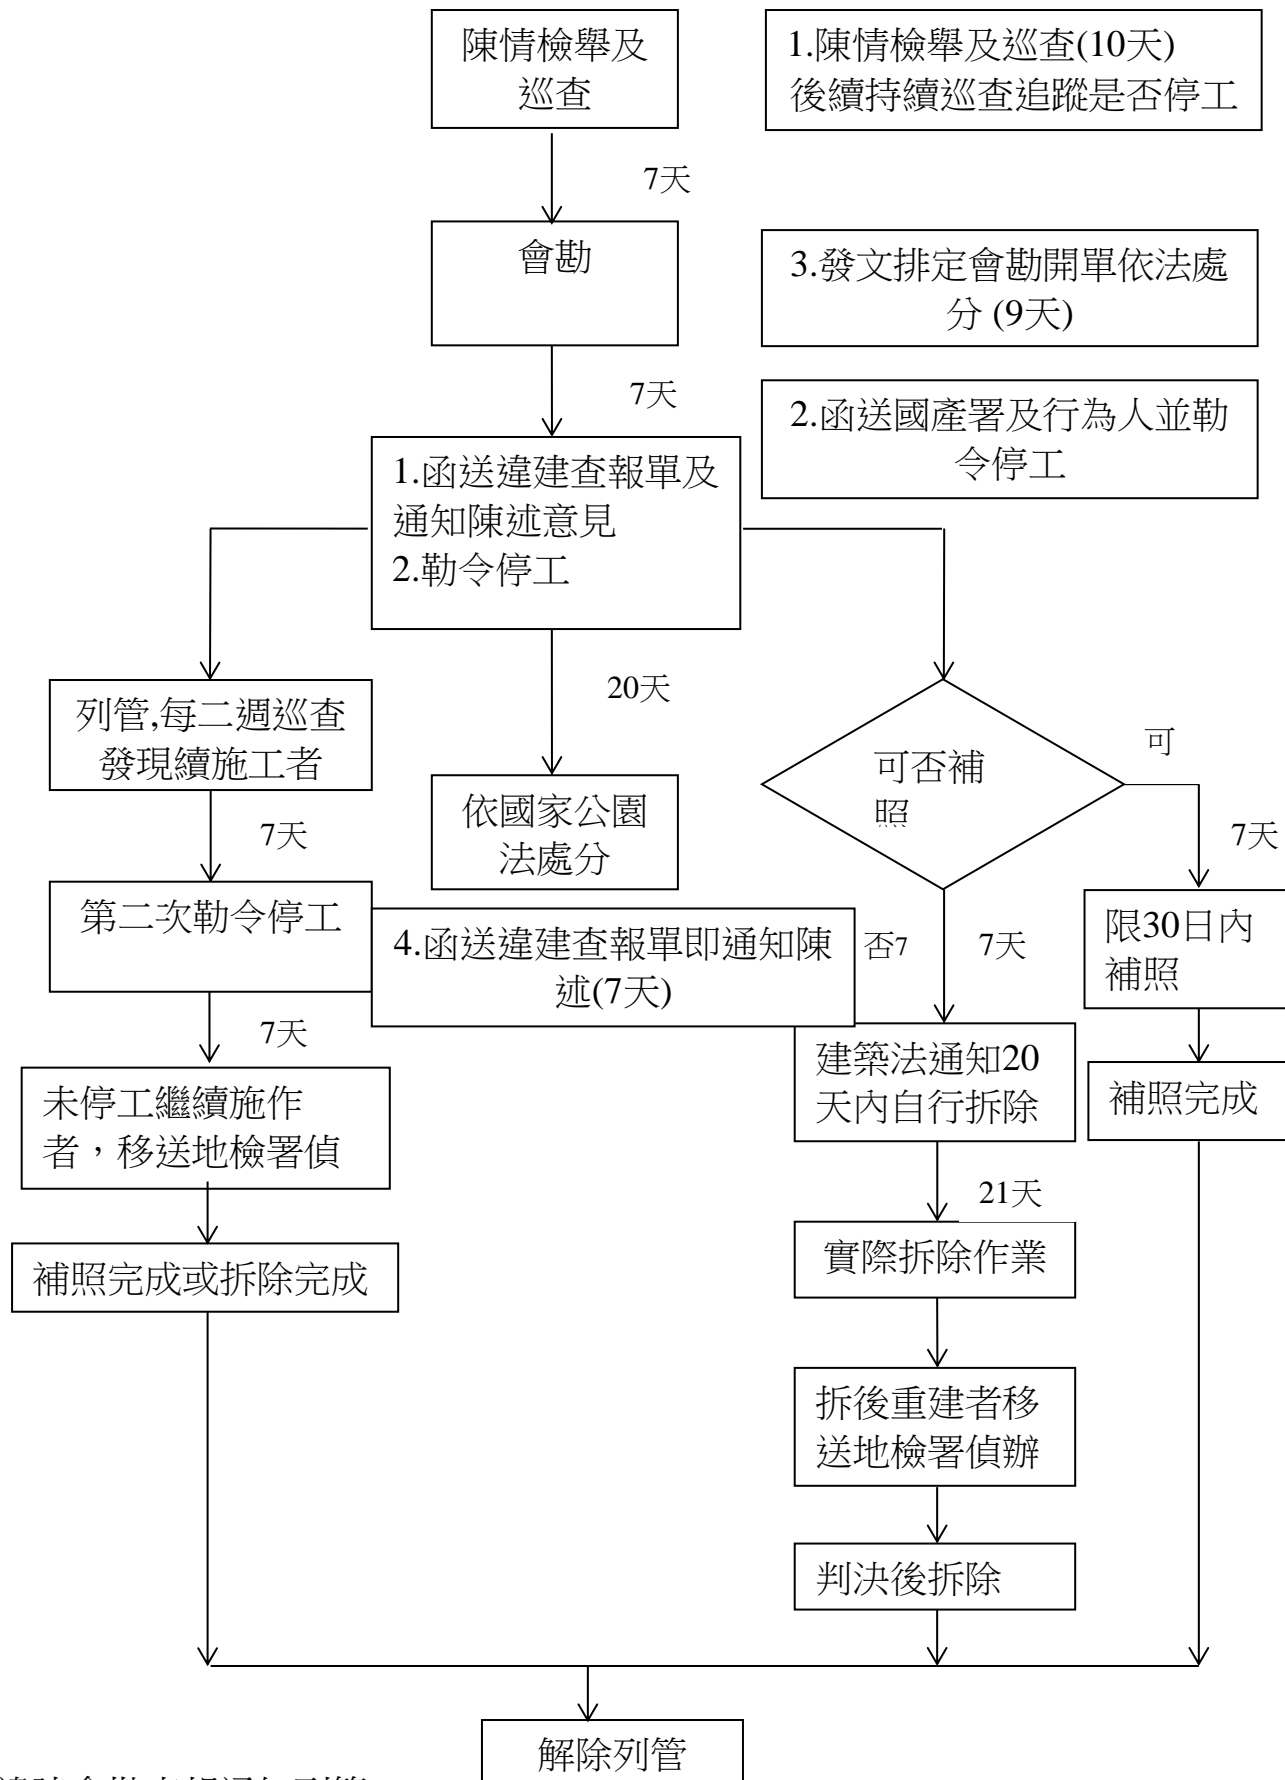 陳情檢舉及
巡查
1.陳情檢舉及巡查(10天)
後續持續巡查追蹤是否停工
7天
會勘
3.發文排定會勘開單依法處
分 (9天)
7天
2.函送國產署及行為人並勒
令停工
1.函送違建查報單及
通知陳述意見
2.勒令停工
20天
列管,每二週巡查
發現續施工者
可否補
照
可
依國家公園
法處分
7天
7天
第二次勒令停工
4.函送違建查報單即通知陳
述(7天)
否7
7天
限30日內
補照
7天
未停工繼續施作
者，移送地檢署偵
建築法通知20
天內自行拆除
補照完成
21天
補照完成或拆除完成
實際拆除作業
拆後重建者移
送地檢署偵辦
判決後拆除
解除列管